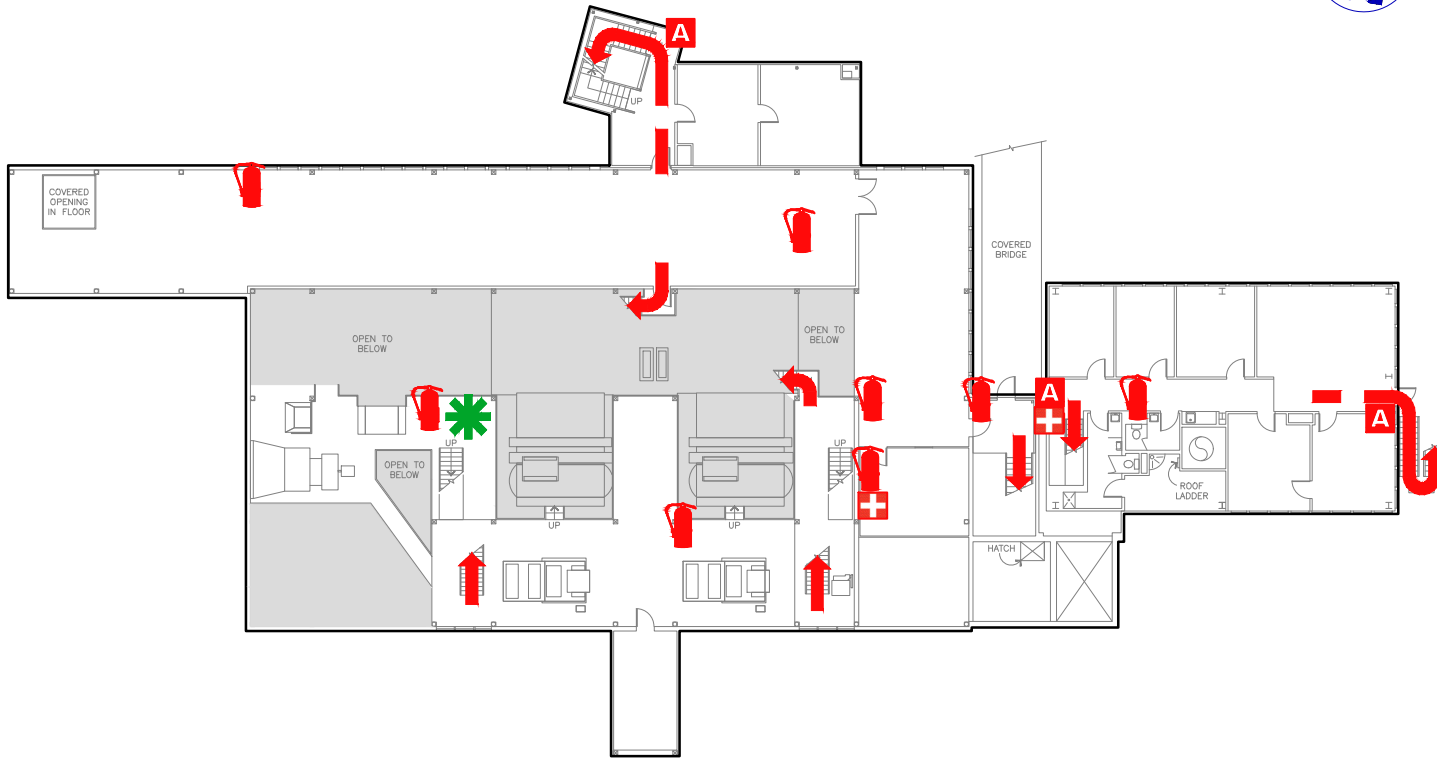 A
UP
COVERED
OPENING
IN FLOOR
COVERED
BRIDGE
OPEN TO
BELOW
OPEN TO
BELOW
A
A
UP
UP
OPEN TO
BELOW
ROOF
LADDER
UP
UP
HATCH